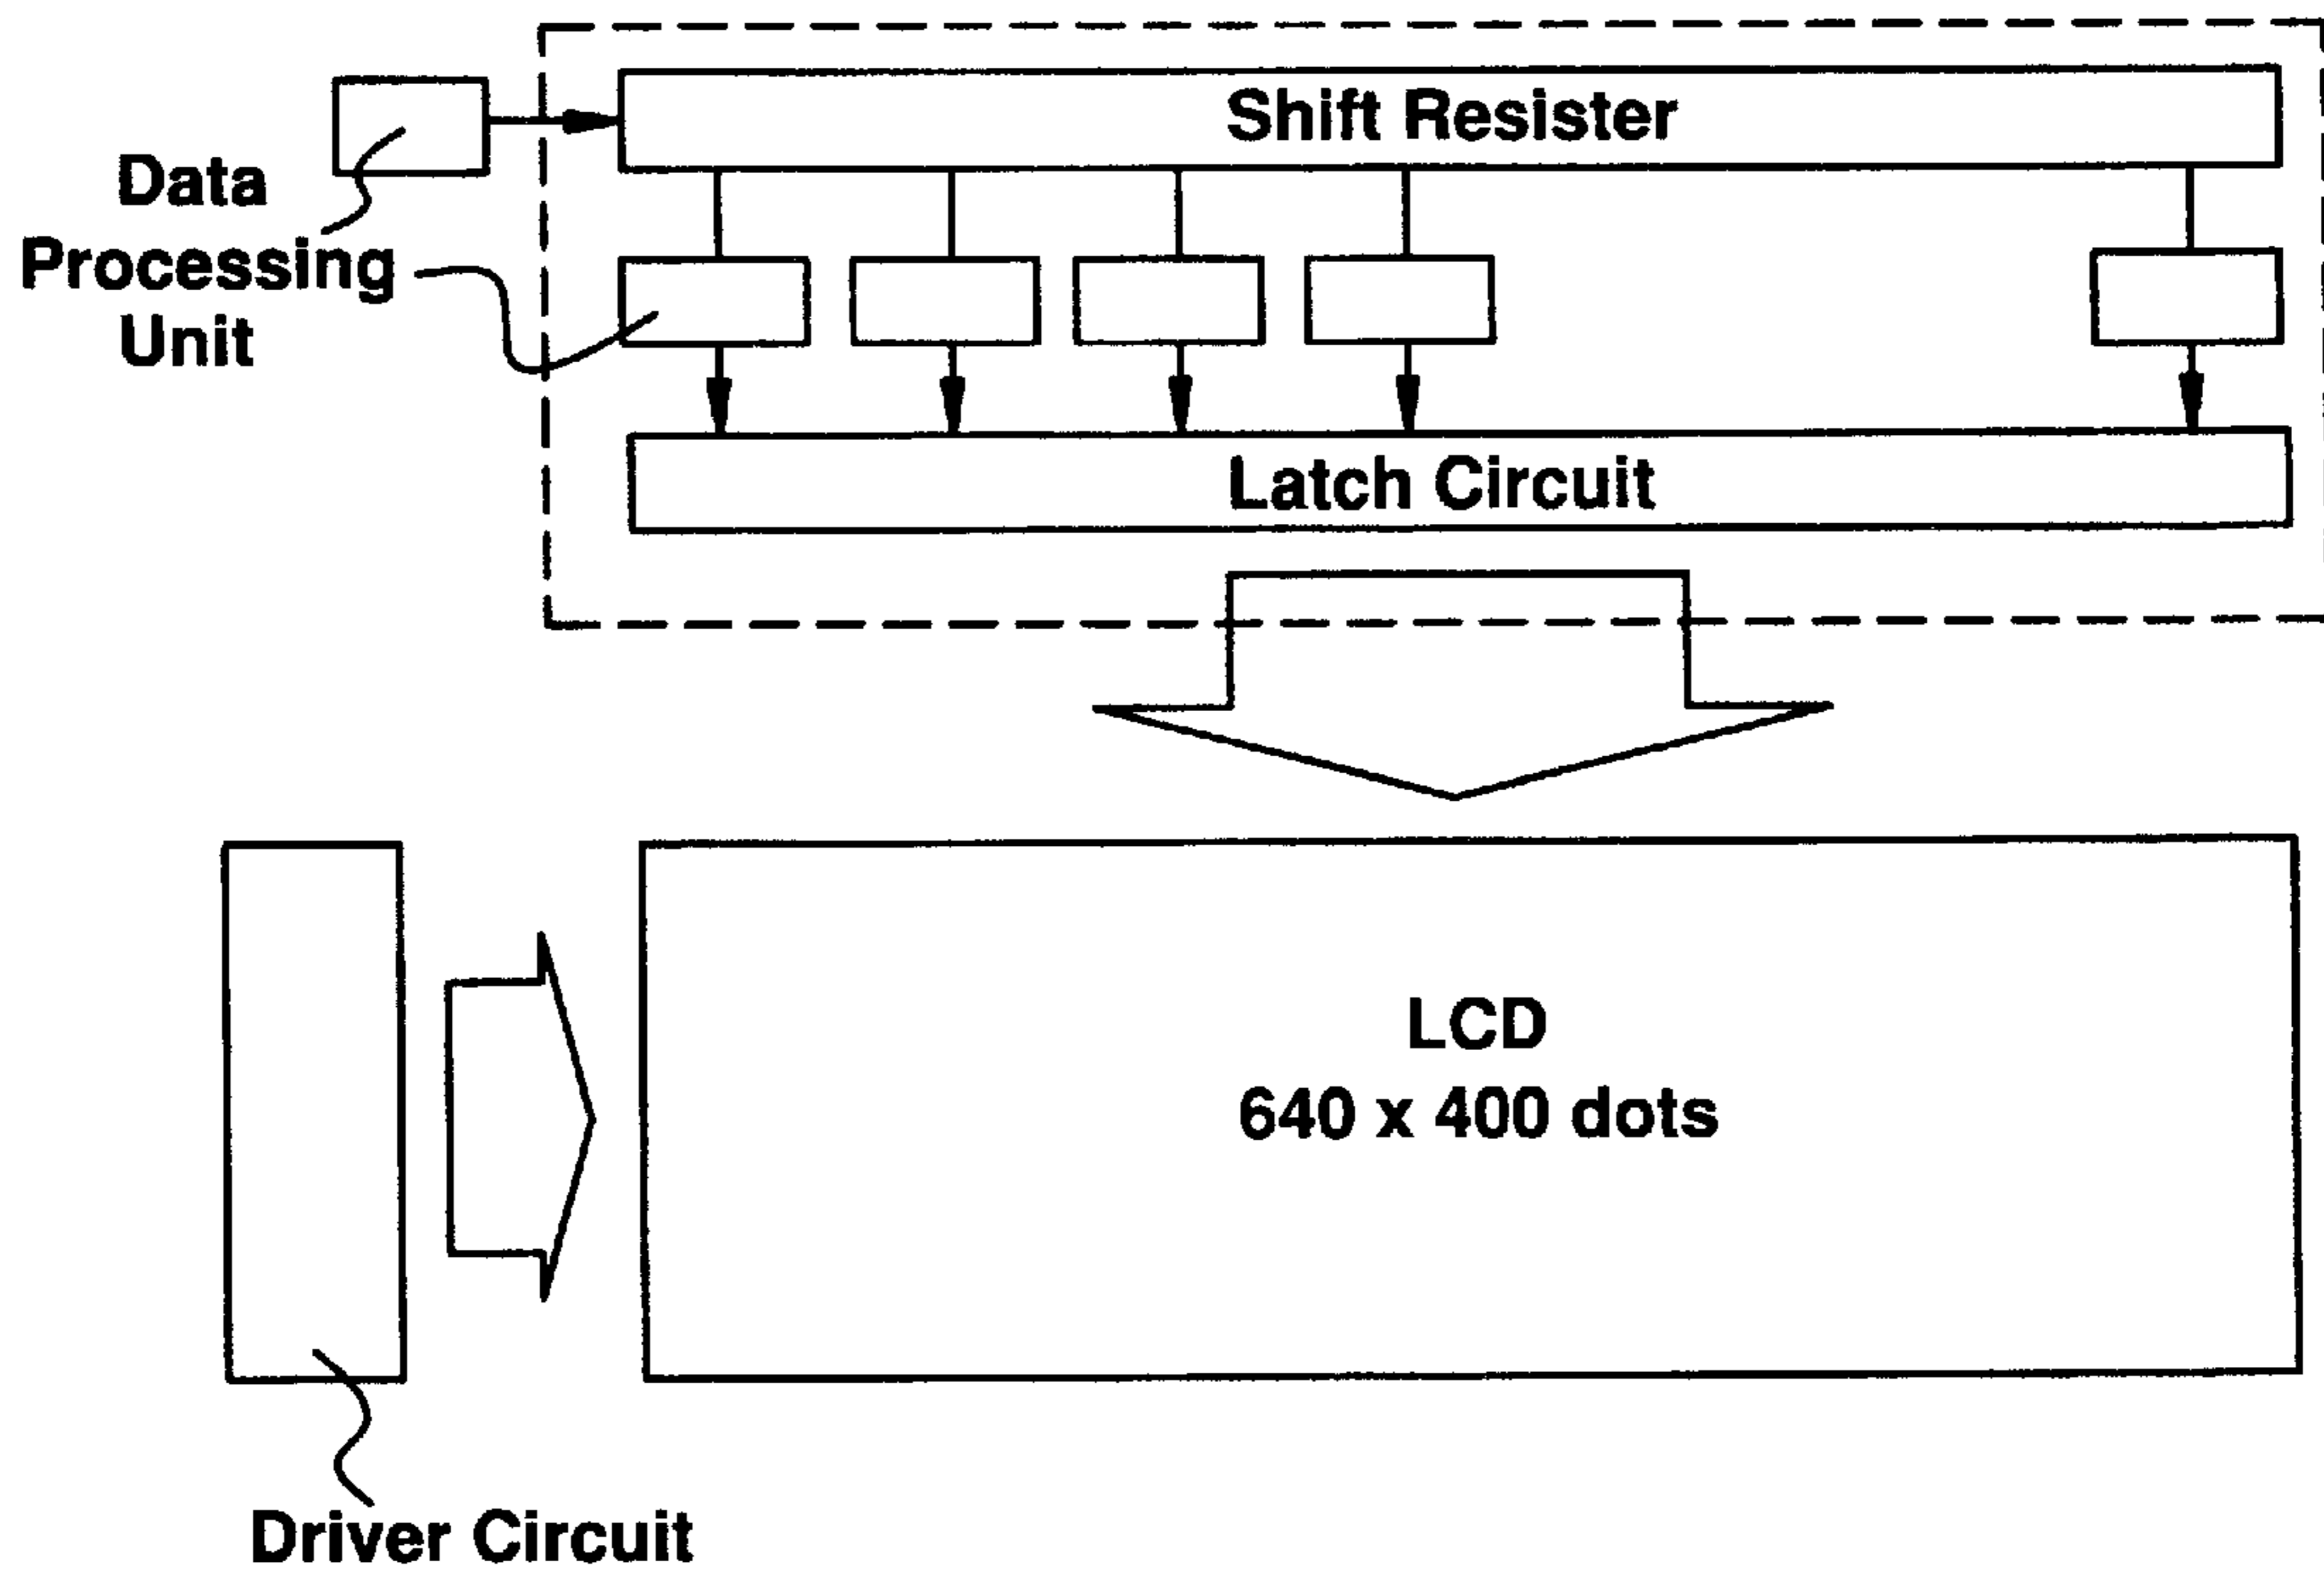 Shift Resister
Data
Processing
Unit
Latch Circuit
LCD
640 x 400 dots
Driver Circuit